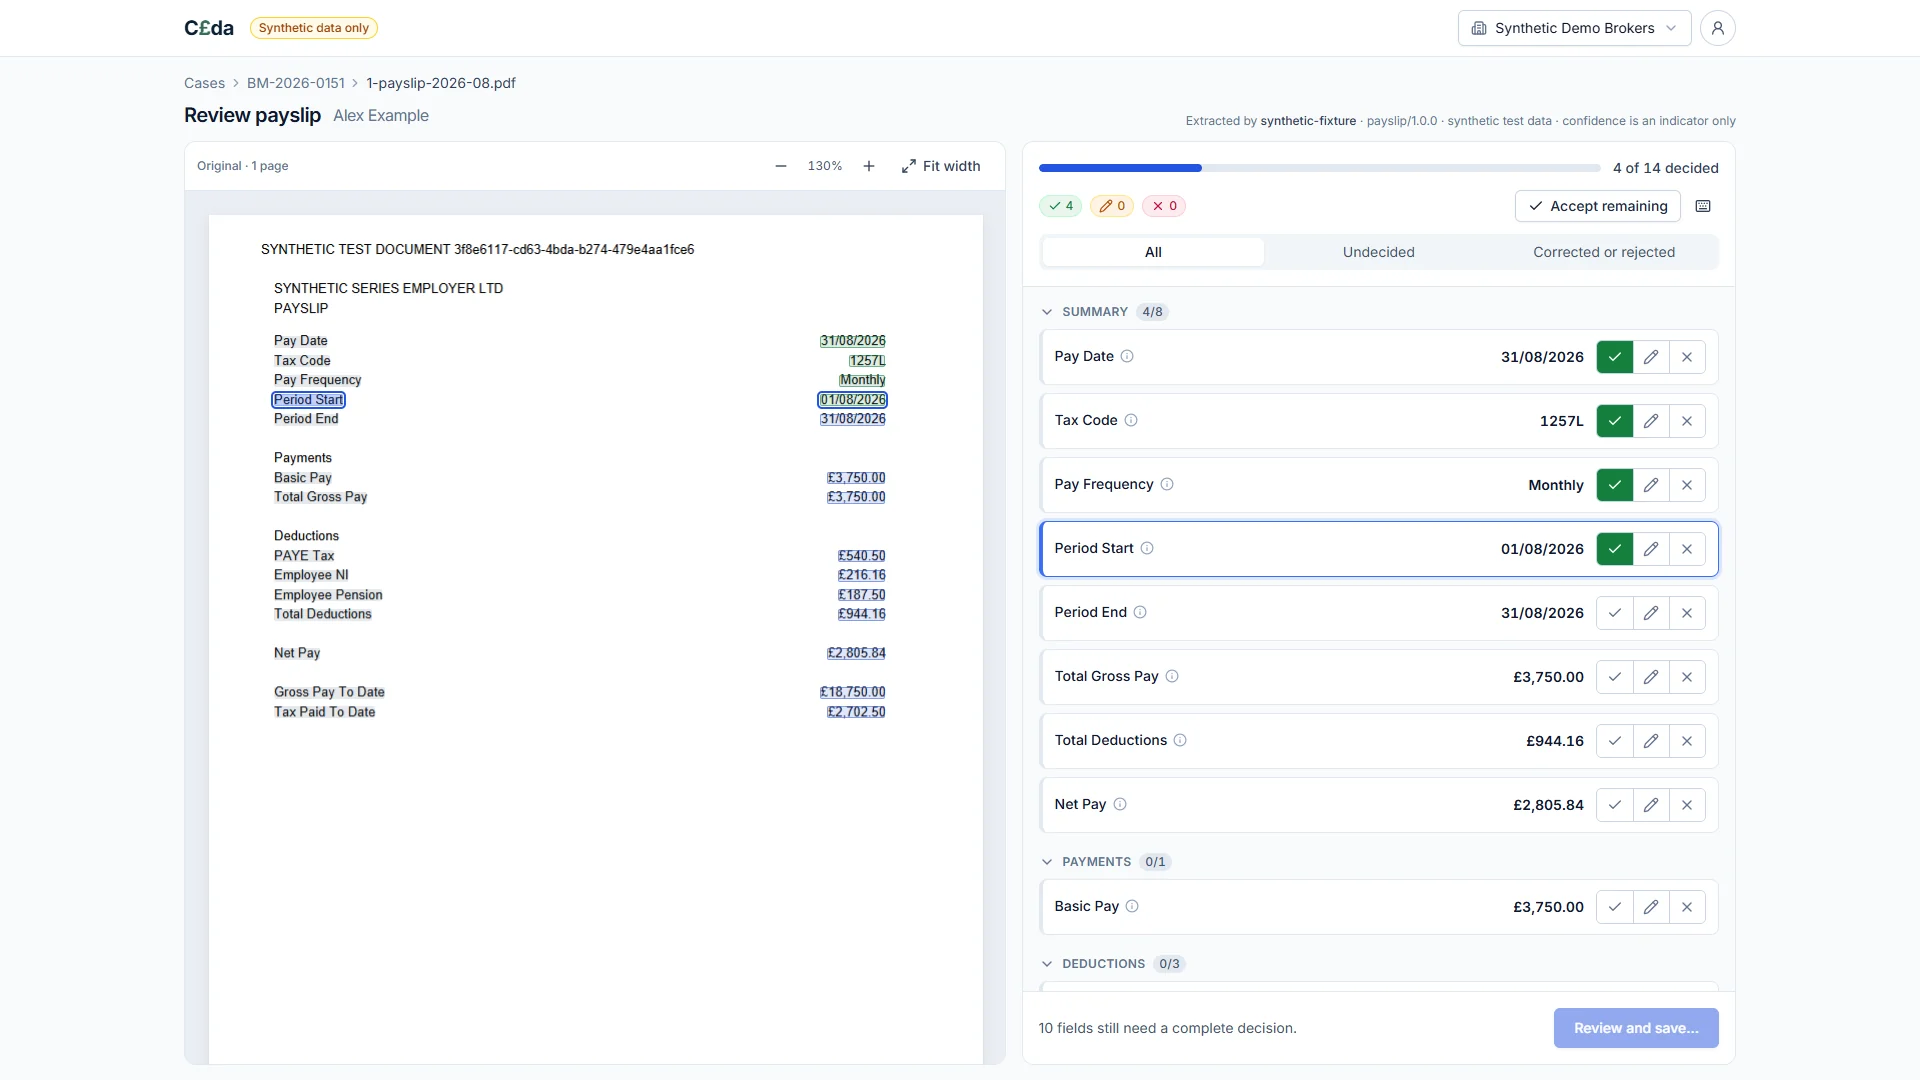 C£da
Synthetic data only
Synthetic Demo Brokers
Cases > BM-2026-0151 > 1-payslip-2026-08.pdf
Review payslip Alex Example
Extracted by synthetic-fixture · payslip/1.0.0 · synthetic test data · confidence is an indicator only
Original · 1 page
130%
Fit width
SYNTHETIC TEST DOCUMENT 3f8e6117-cd63-4bda-b274-479e4aa1fce6
SYNTHETIC SERIES EMPLOYER LTD
PAYSLIP
Pay Date 31/08/2026
Tax Code 1257L
Pay Frequency Monthly
Period Start 01/08/2026
Period End 31/08/2026
Payments
Basic Pay £3,750.00
Total Gross Pay £3,750.00
Deductions
PAYE Tax £540.50
Employee NI £216.16
Employee Pension £187.50
Total Deductions £944.16
Net Pay £2,805.84
Gross Pay To Date £18,750.00
Tax Paid To Date £2,702.50
4 of 14 decided
4 0 0
Accept remaining
All Undecided Corrected or rejected
SUMMARY 4/8
Pay Date 31/08/2026
Tax Code 1257L
Pay Frequency Monthly
Period Start 01/08/2026
Period End 31/08/2026
Total Gross Pay £3,750.00
Total Deductions £944.16
Net Pay £2,805.84
PAYMENTS 0/1
Basic Pay £3,750.00
DEDUCTIONS 0/3
10 fields still need a complete decision.
Review and save...